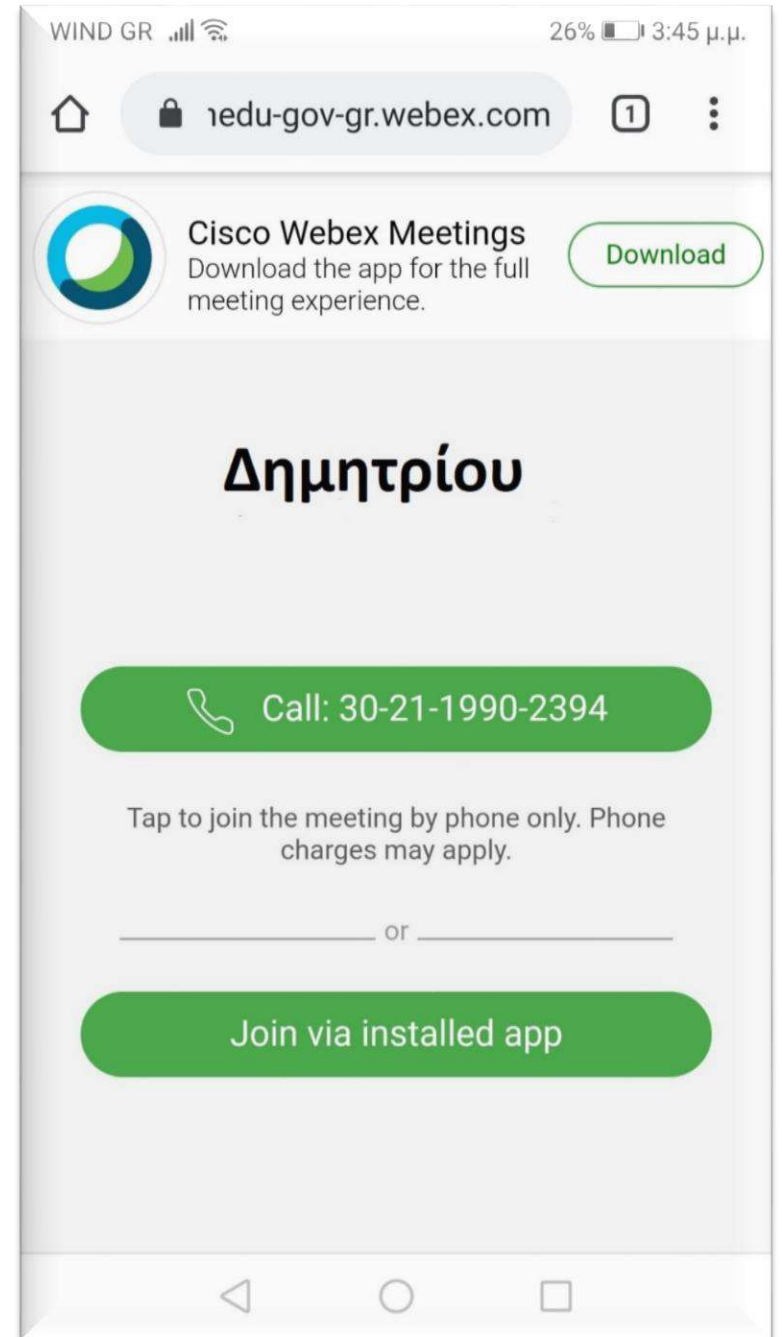 WIND GR 26% 3:45 μ.μ.
nedu-gov-gr.webex.com 1
Cisco Webex Meetings
Download the app for the full
meeting experience.
Download
Δημητρίου
Call: 30-21-1990-2394
Tap to join the meeting by phone only. Phone
charges may apply.
or
Join via installed app